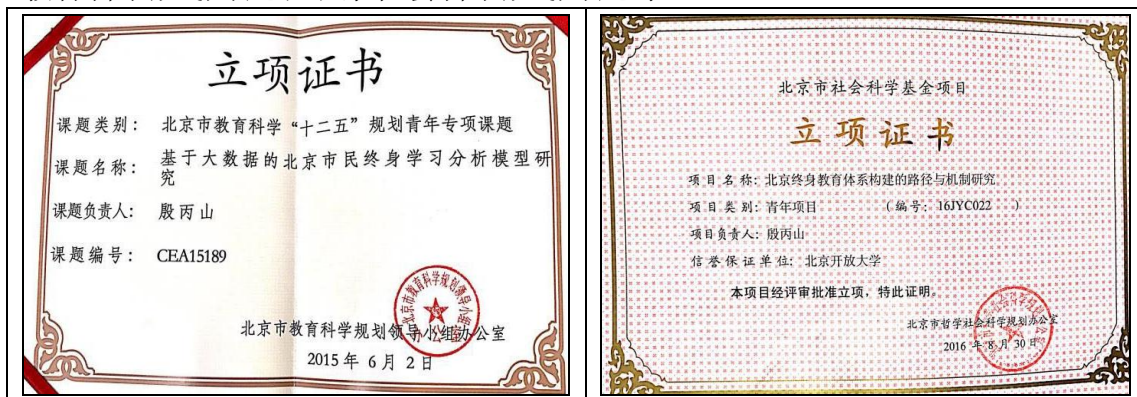 立项证书
课题类别： 北京市教育科学“十二五”规划青年专项课题
课题名称： 基于大数据的北京市民终身学习分析模型研
究
课题负责人： 殷丙山
课题编号： CEA15189
北京市教育科学规划领导小组办公室
2015年6月2日
北京市社会科学基金项目
立项证书
项目名称：北京终身教育体系构建的路径与机制研究
项目类别：青年项目 （编号：16JYC022 ）
项目负责人：殷丙山
信誉保证单位：北京开放大学
本项目经评审批准立项，特此证明。
北京市哲学社会科学规划办公室
2016年8月30日